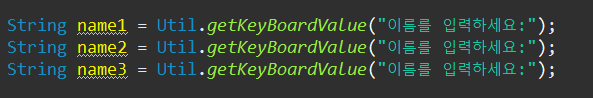 String name1 = Util.getKeyBoardValue("이름를 입력하세요:");
String name2 = Util.getKeyBoardValue("이름를 입력하세요:");
String name3 = Util.getKeyBoardValue("이름를 입력하세요:");